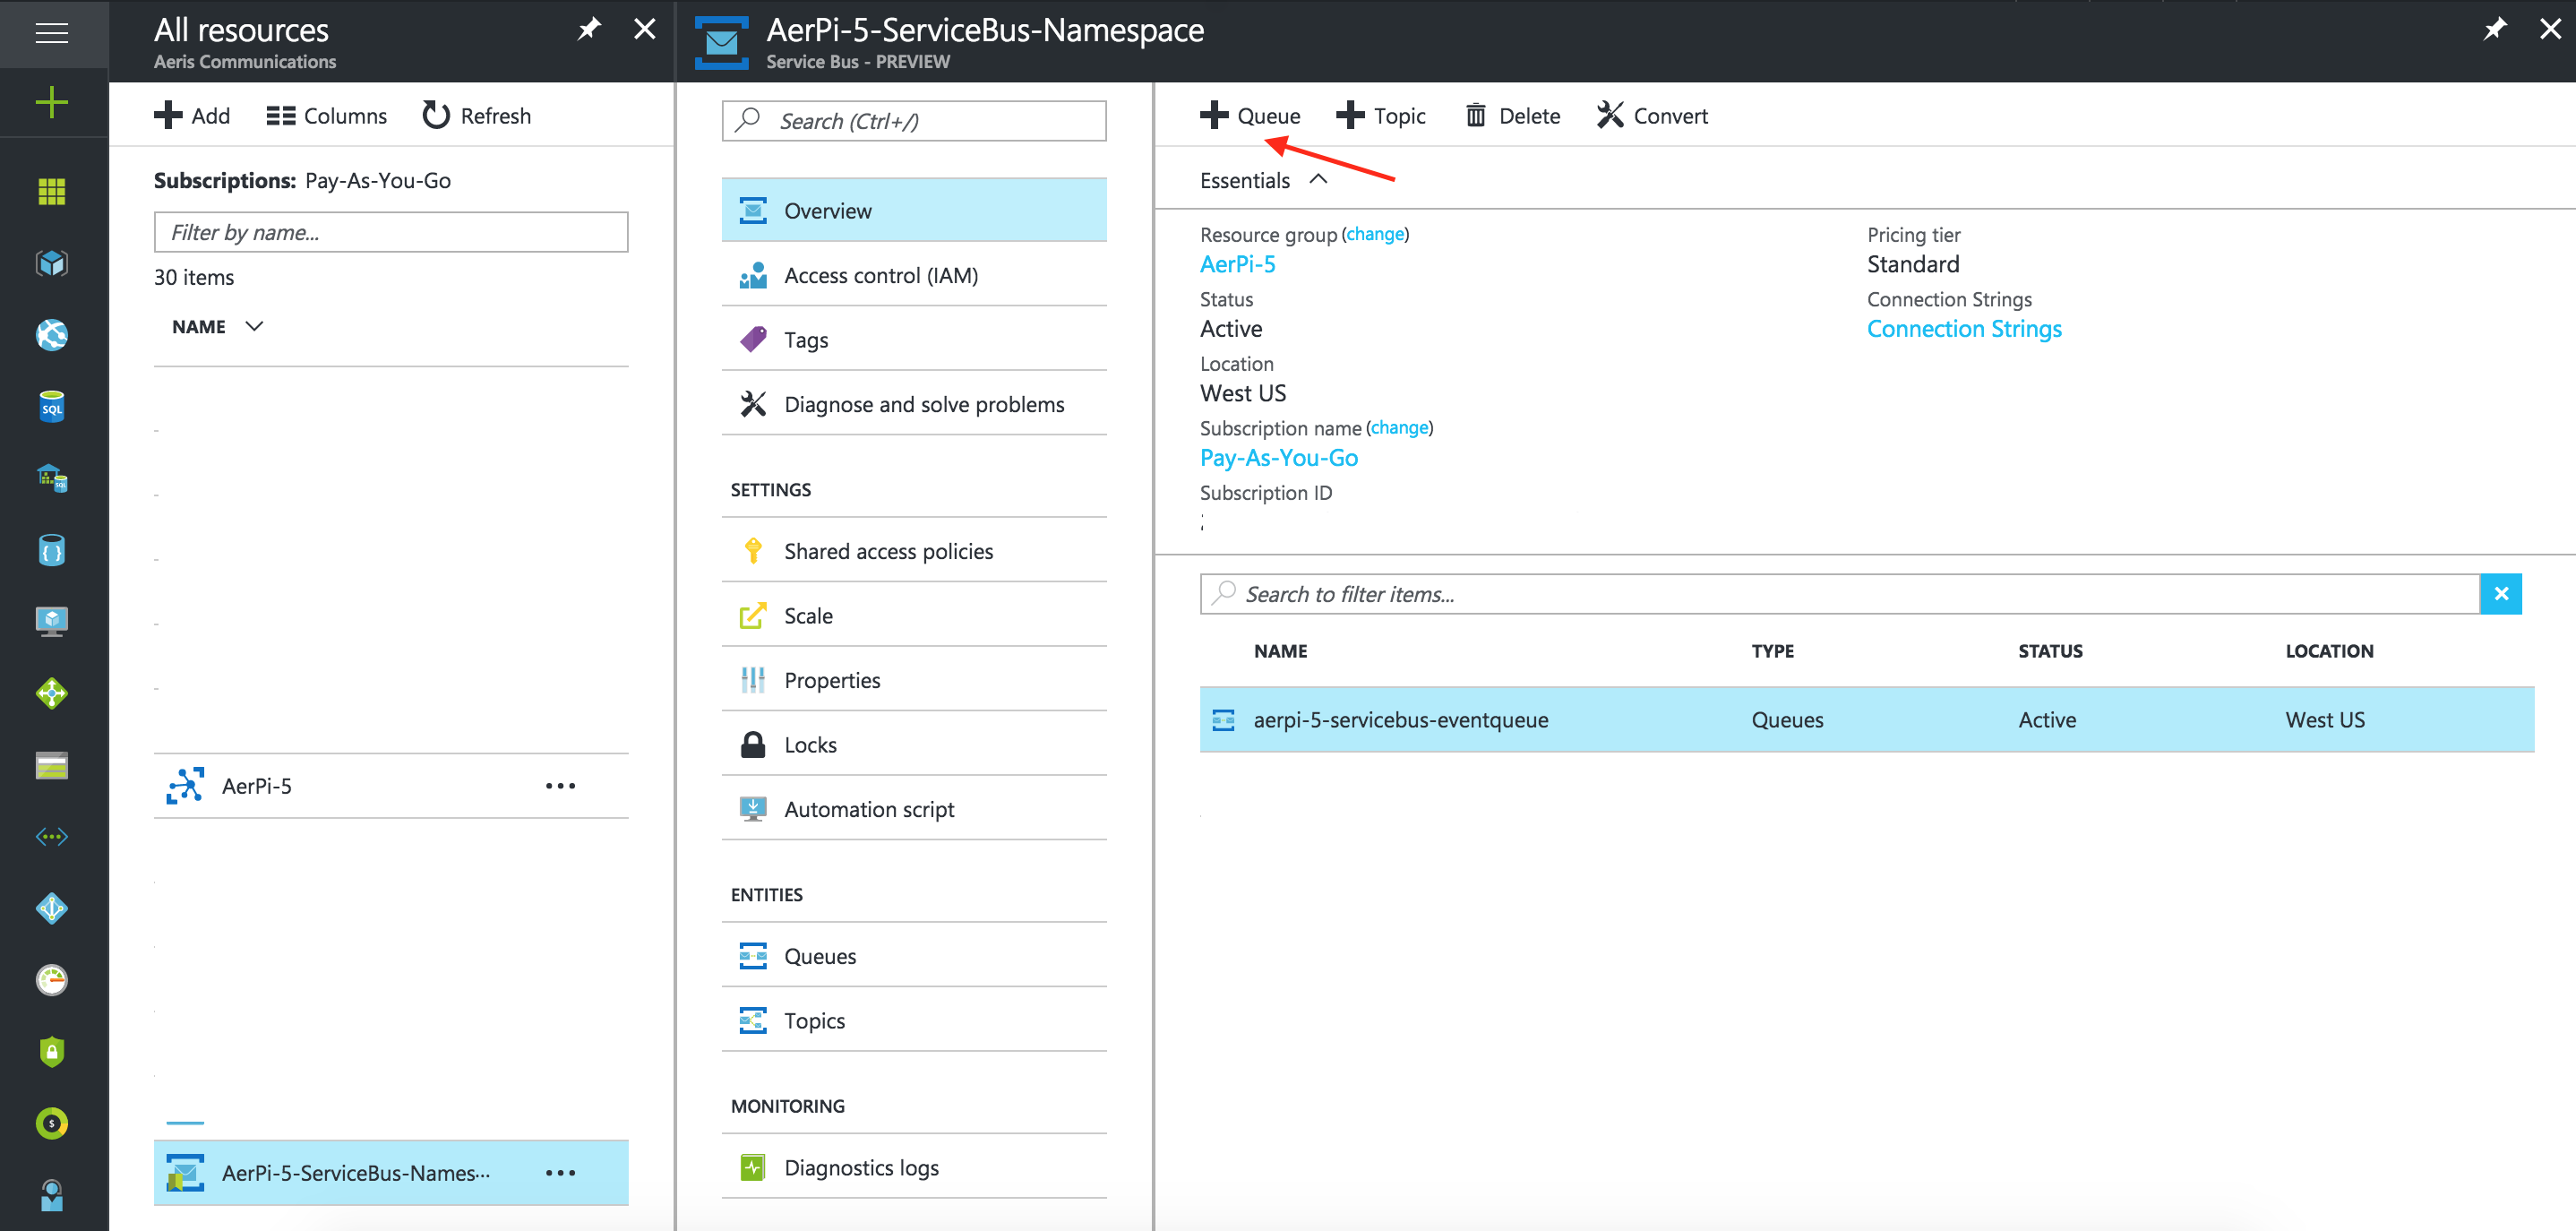 All resources
Aeris Communications
Add
Columns
Refresh
Subscriptions: Pay-As-You-Go
Filter by name...
30 items
NAME
AerPi-5
AerPi-5-ServiceBus-Names...
AerPi-5-ServiceBus-Namespace
Service Bus - PREVIEW
Search (Ctrl+/)
Overview
Access control (IAM)
Tags
Diagnose and solve problems
SETTINGS
Shared access policies
Scale
Properties
Locks
Automation script
ENTITIES
Queues
Topics
MONITORING
Diagnostics logs
Queue
Topic
Delete
Convert
Essentials
Resource group (change)
AerPi-5
Status
Active
Location
West US
Subscription name (change)
Pay-As-You-Go
Subscription ID
Pricing tier
Standard
Connection Strings
Connection Strings
Search to filter items...
NAME TYPE STATUS LOCATION
aerpi-5-servicebus-eventqueue Queues Active West US
SQL
SQL